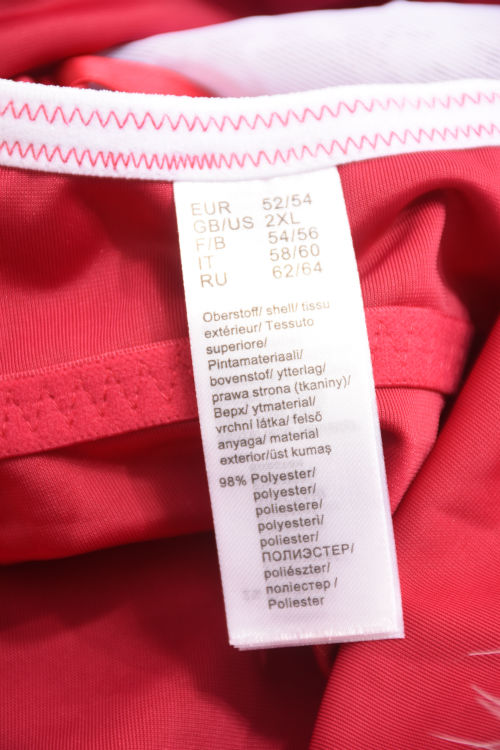 EUR 52/54
GB/US 2XL
F/B 54/56
IT 58/60
RU 62/64
Oberstoff/ shell/ tissu
extérieur/ Tessuto
superiore/
Pintamateriaali/
bovenstof/ ytterlag/
prawa strona (tkaniny)/
Верх/ ytmaterial/
vrchní látka/ felső
anyaga/ material
exterior/üst kumaş
98% Polyester/
polyester/
polyester/
poliestere/
polyesteri/
poliester/
ПОЛИЭСТЕР/
poliészter/
поліестер /
Poliester